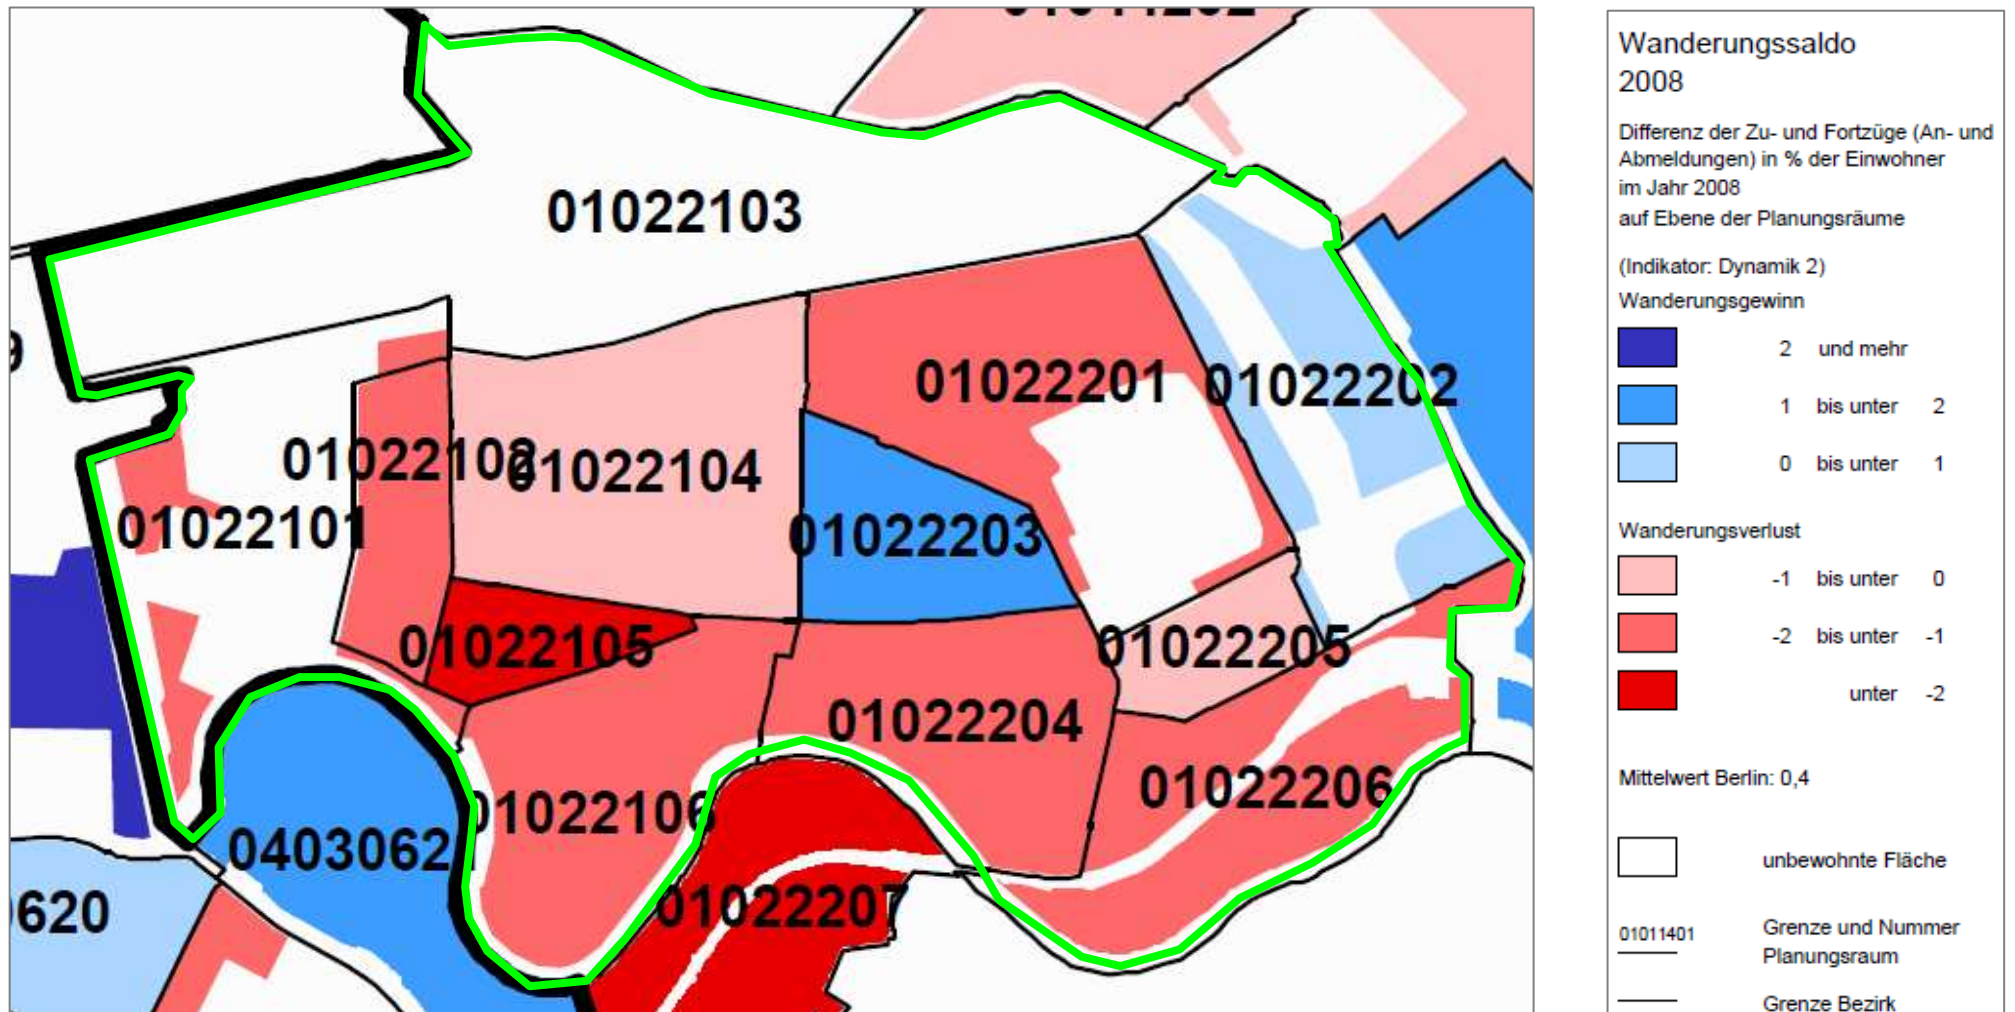 01022103
01022201
01022202
01022102
01022104
01022101
01022203
01022105
01022205
01022204
01022206
01022106
0403062
01022207
0620
9
Wanderungssaldo
2008
Differenz der Zu- und Fortzüge (An- und
Abmeldungen) in % der Einwohner
im Jahr 2008
auf Ebene der Planungsräume
(Indikator: Dynamik 2)
Wanderungsgewinn
2 und mehr
1 bis unter 2
0 bis unter 1
Wanderungsverlust
-1 bis unter 0
-2 bis unter -1
unter -2
Mittelwert Berlin: 0,4
unbewohnte Fläche
01011401 Grenze und Nummer
Planungsraum
Grenze Bezirk